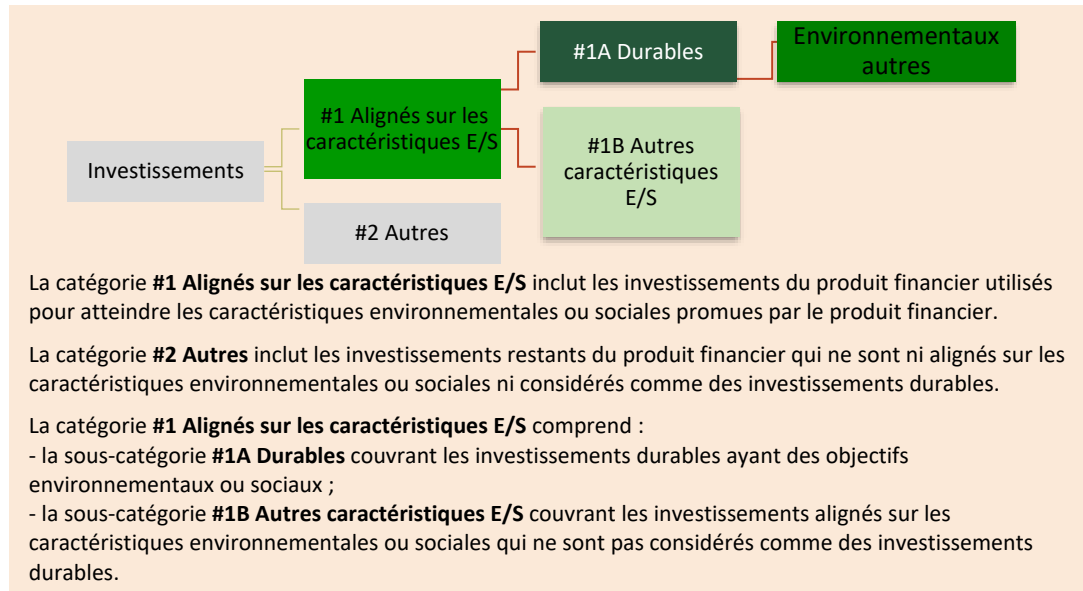 #1A Durables
Environnementaux
autres
#1 Alignés sur les
caractéristiques E/S
#1B Autres
caractéristiques
E/S
Investissements
#2 Autres
La catégorie #1 Alignés sur les caractéristiques E/S inclut les investissements du produit financier utilisés
pour atteindre les caractéristiques environnementales ou sociales promues par le produit financier.
La catégorie #2 Autres inclut les investissements restants du produit financier qui ne sont ni alignés sur les
caractéristiques environnementales ou sociales ni considérés comme des investissements durables.
La catégorie #1 Alignés sur les caractéristiques E/S comprend :
- la sous-catégorie #1A Durables couvrant les investissements durables ayant des objectifs
environnementaux ou sociaux ;
- la sous-catégorie #1B Autres caractéristiques E/S couvrant les investissements alignés sur les
caractéristiques environnementales ou sociales qui ne sont pas considérés comme des investissements
durables.